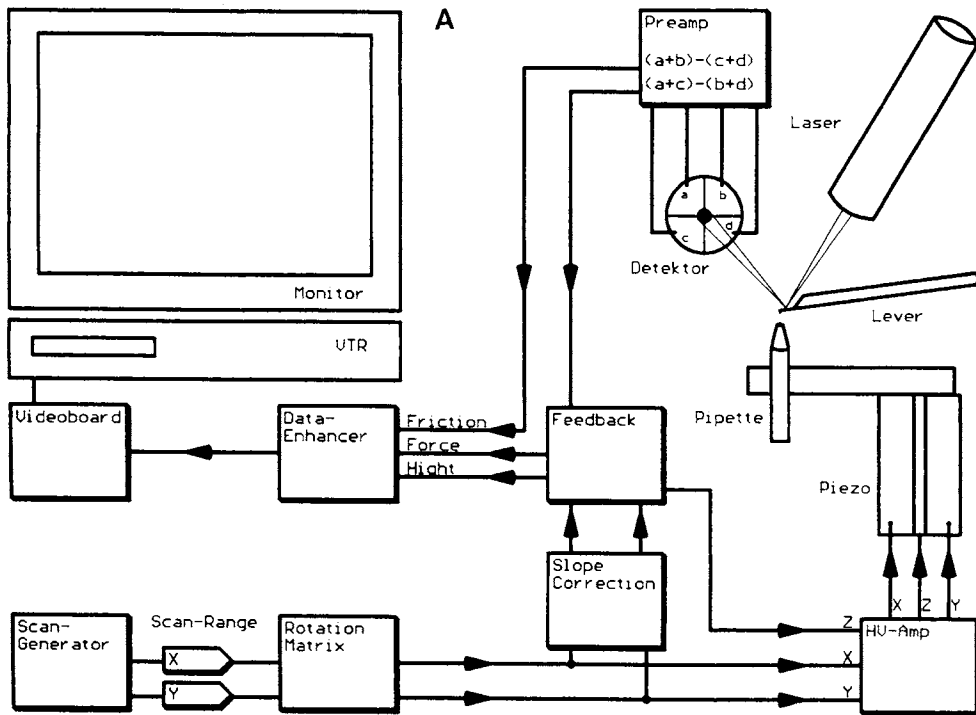 A
Preamp
(a+b)-(c+d)
(a+c)-(b+d)
Laser
a
b
c
d
Detektor
Monitor
Lever
VTR
Pipette
Videoboard
Data-
Enhancer
Friction
Force
Hight
Feedback
Piezo
Slope
Correction
X
Z
Y
Scan-
Generator
Scan-Range
X
Y
Rotation
Matrix
Z
X
Y
HV-Amp